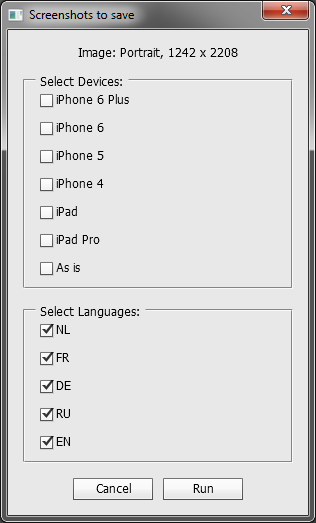 Screenshots to save
Image: Portrait, 1242 x 2208
Select Devices:
iPhone 6 Plus
iPhone 6
iPhone 5
iPhone 4
iPad
iPad Pro
As is
Select Languages:
NL
FR
DE
RU
EN
Cancel Run